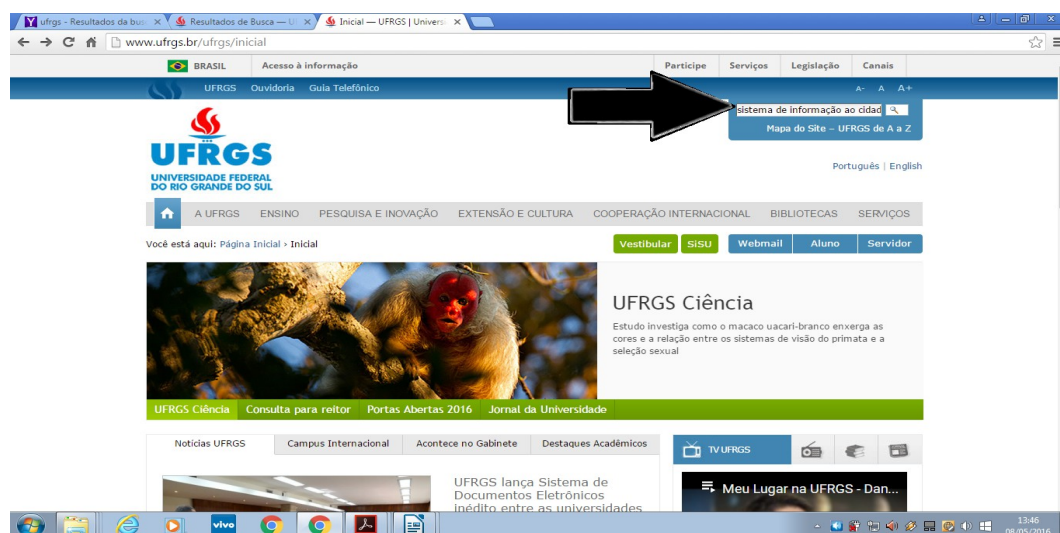 ufrgs - Resultados da bus
Resultados de Busca — U
Inicial — UFRGS | Univers
www.ufrgs.br/ufrgs/inicial
BRASIL Acesso à informação Participe Serviços Legislação Canais
UFRGS Ouvidoria Guia Telefônico A- A A+
sistema de informação ao cidad
Mapa do Site – UFRGS de A a Z
UFRGS
UNIVERSIDADE FEDERAL
DO RIO GRANDE DO SUL
Português | English
A UFRGS ENSINO PESQUISA E INOVAÇÃO EXTENSÃO E CULTURA COOPERAÇÃO INTERNACIONAL BIBLIOTECAS SERVIÇOS
Você está aqui: Página Inicial › Inicial
Vestibular SiSU Webmail Aluno Servidor
UFRGS Ciência
Estudo investiga como o macaco uacari-branco enxerga as
cores e a relação entre os sistemas de visão do primata e a
seleção sexual
UFRGS Ciência Consulta para reitor Portas Abertas 2016 Jornal da Universidade
Notícias UFRGS Campus Internacional Acontece no Gabinete Destaques Acadêmicos
TV UFRGS
UFRGS lança Sistema de
Documentos Eletrônicos
inédito entre as universidades
Meu Lugar na UFRGS - Dan...
vivo
13:46
08/05/2016